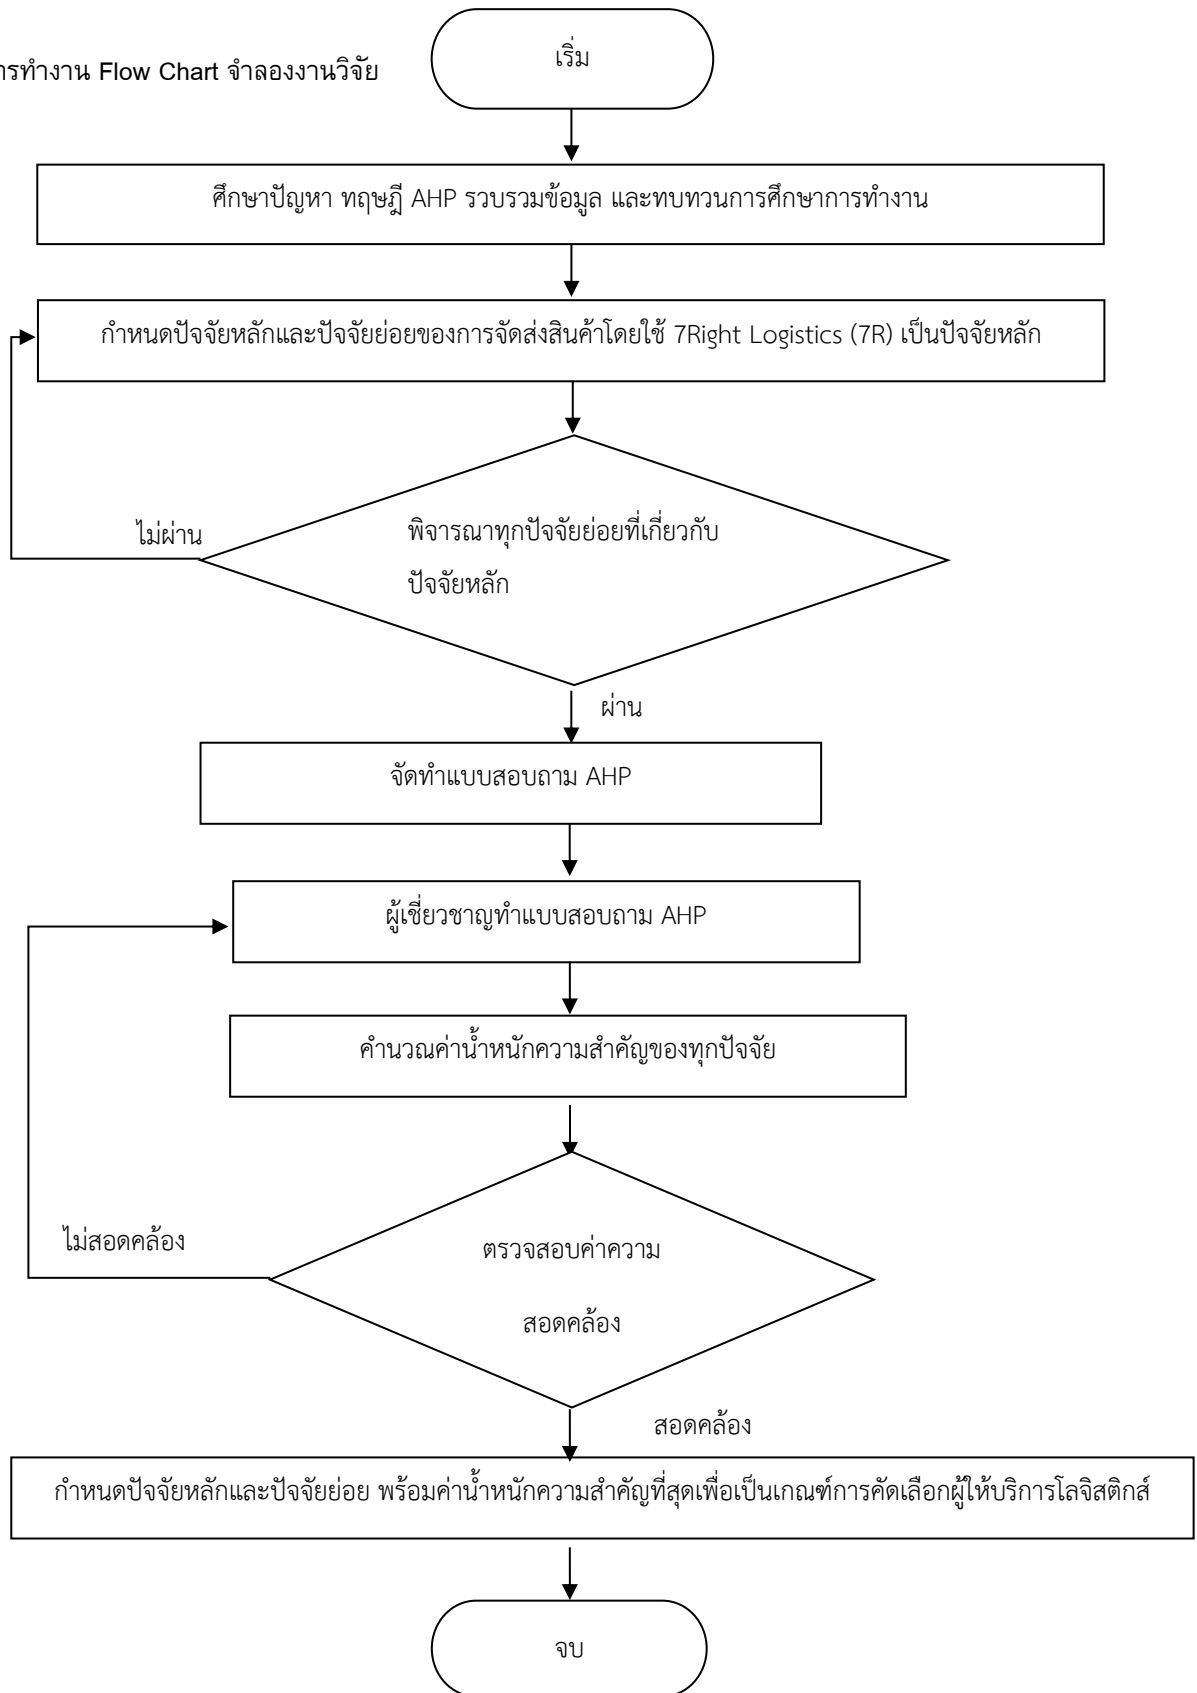 เริ่ม
การทำงาน Flow Chart จำลองงานวิจัย
ศึกษาปัญหา ทฤษฎี AHP รวบรวมข้อมูล และทบทวนการศึกษาการทำงาน
กำหนดปัจจัยหลักและปัจจัยย่อยของการจัดส่งสินค้าโดยใช้ 7Right Logistics (7R) เป็นปัจจัยหลัก
ไม่ผ่าน
พิจารณาทุกปัจจัยย่อยที่เกี่ยวกับ
ปัจจัยหลัก
ผ่าน
จัดทำแบบสอบถาม AHP
ผู้เชี่ยวชาญทำแบบสอบถาม AHP
คำนวณค่าน้ำหนักความสำคัญของทุกปัจจัย
ไม่สอดคล้อง
ตรวจสอบค่าความ
สอดคล้อง
สอดคล้อง
กำหนดปัจจัยหลักและปัจจัยย่อย พร้อมค่าน้ำหนักความสำคัญที่สุดเพื่อเป็นเกณฑ์การคัดเลือกผู้ให้บริการโลจิสติกส์
จบ